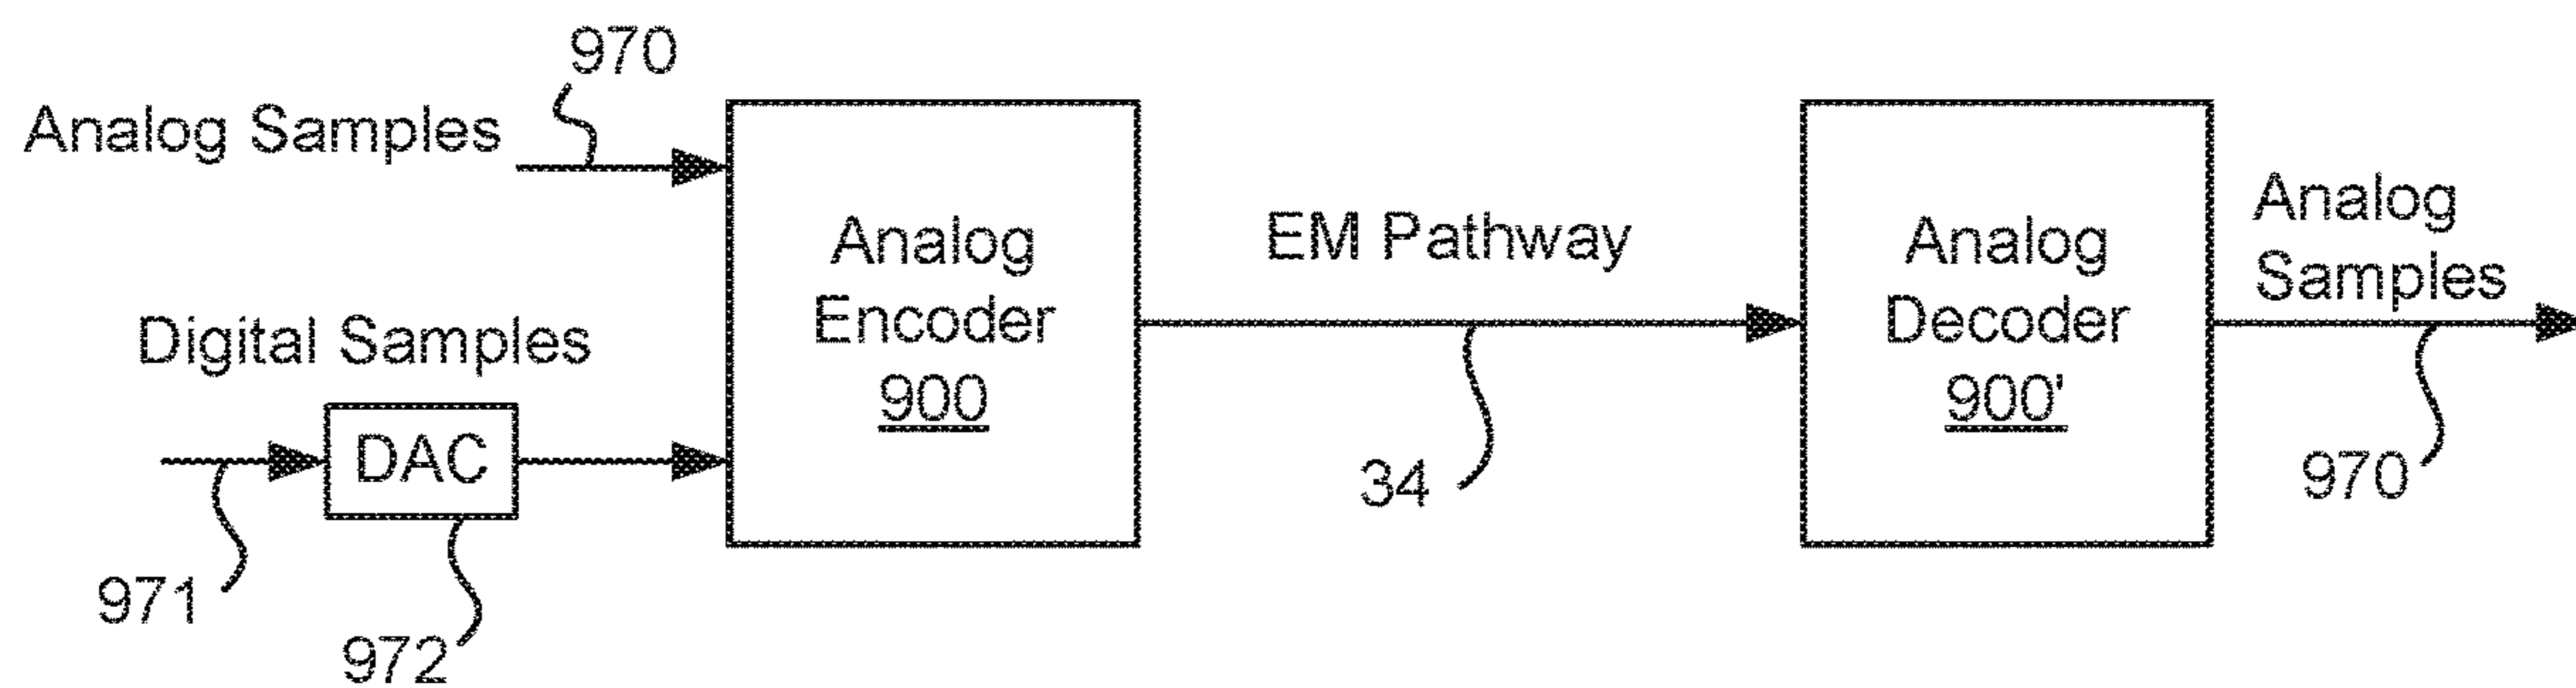 970
Analog Samples
Analog
Encoder
900
EM Pathway
34
Analog
Decoder
900'
Analog
Samples
970
Digital Samples
DAC
971
972